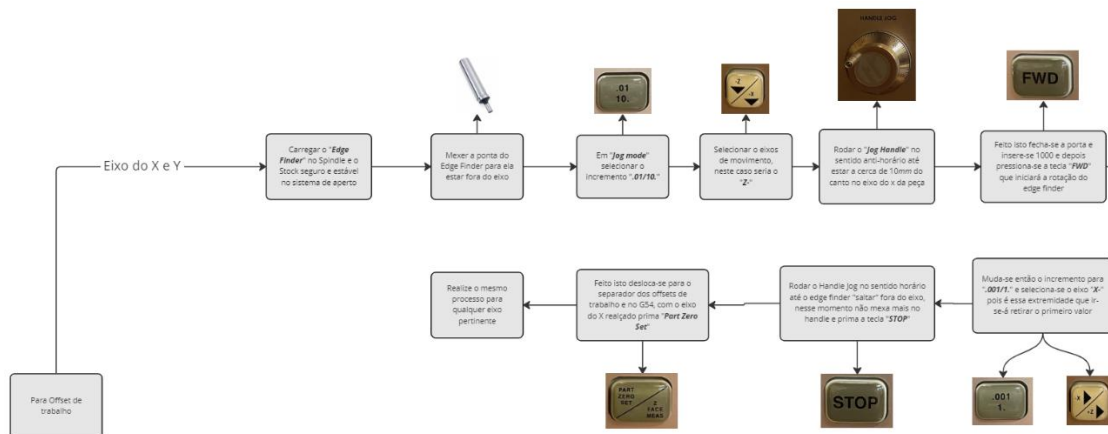 Eixo do X e Y
Carregar o "Edge
Finder" no Spindle e o
Stock seguro e estável
no sistema de aperto
Mexer a ponta do
Edge Finder para ela
estar fora do eixo
.01
10.
Em "Jog mode"
selecionar o
incremento ".01/10."
-Z
-X
Selecionar o eixos
de movimento,
neste caso seria o
"Z-"
HANDLE JOG
Rodar o "Jog Handle" no
sentido anti-horário até
estar a cerca de 10mm do
canto no eixo do x da peça
FWD
Feito isto fecha-se a porta e
insere-se 1000 e depois
pressiona-se a tecla "FWD"
que iniciará a rotação do
edge finder
Muda-se então o incremento para
".001/1." e seleciona-se o eixo "X-"
pois é essa extremidade que ir-
se-á retirar o primeiro valor
.001
1.
Rodar o Handle Jog no sentido horário
até o edge finder "saltar" fora do eixo,
nesse momento não mexa mais no
handle e prima a tecla "STOP"
STOP
Feito isto desloca-se para o
separador dos offsets de
trabalho e no G54, com o eixo
do X realçado prima "Part Zero
Set"
PART
ZERO
SET
FACE
MEAS
Realize o mesmo
processo para
qualquer eixo
pertinente
Para Offset de
trabalho